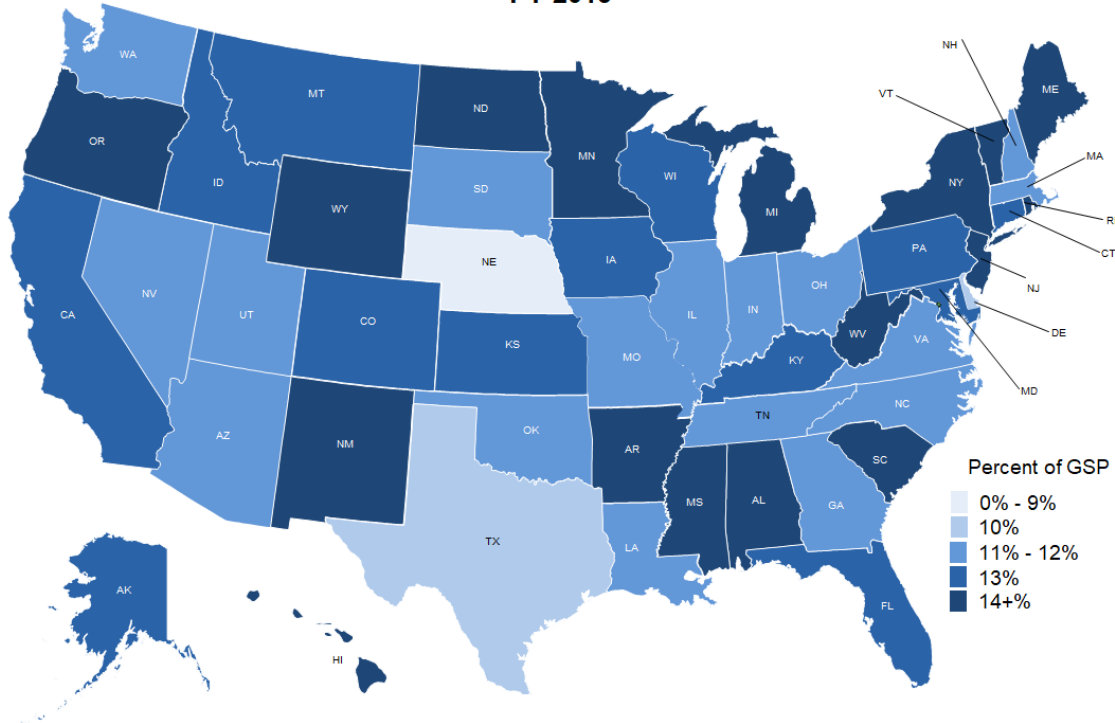 WA
NH
MT
ND
ME
VT
OR
MN
MA
ID
WI
NY
SD
WY
MI
RI
PA
CT
IA
NE
NJ
OH
NV
IL
IN
DE
CA
UT
CO
WV
VA
KS
MO
KY
MD
NC
TN
AZ
OK
NM
AR
SC
Percent of GSP
0% - 9%
10%
11% - 12%
13%
14+%
MS
AL
GA
TX
LA
AK
FL
HI